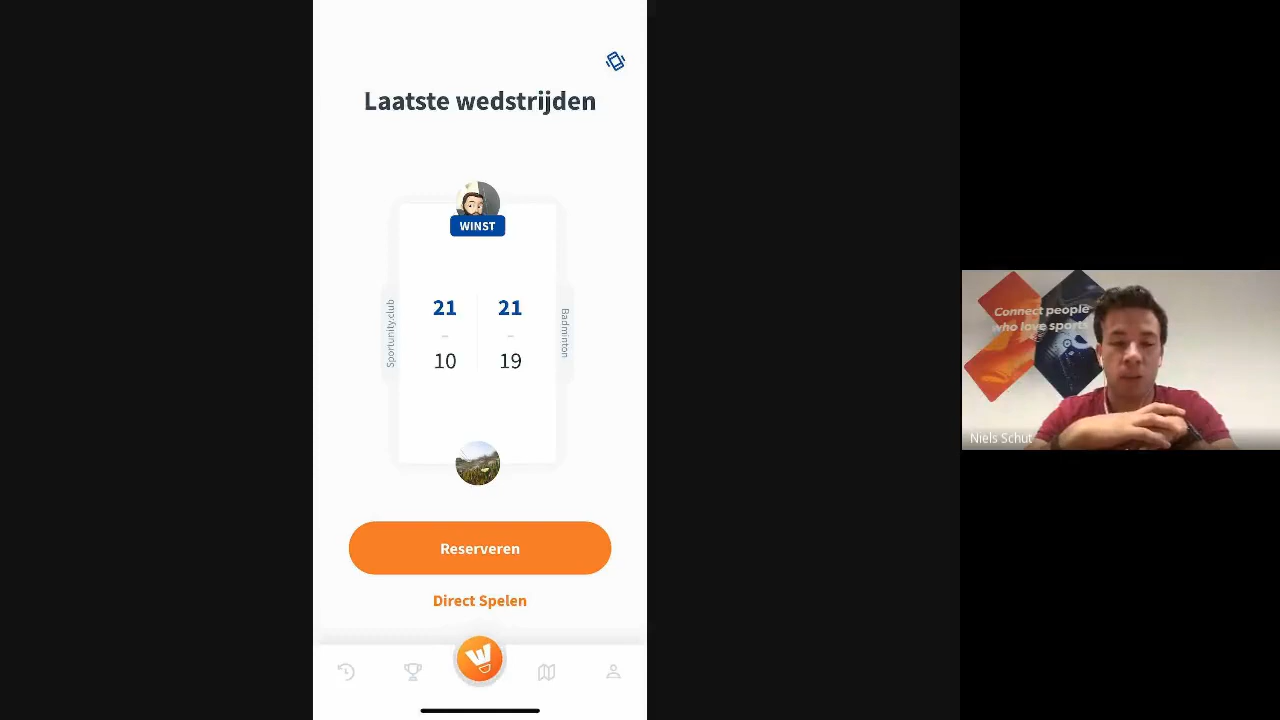 Laatste wedstrijden
WINST
21
21
Sportunity.club
Badminton
10
19
Connect people
who love sports
Niels Schut
Reserveren
Direct Spelen